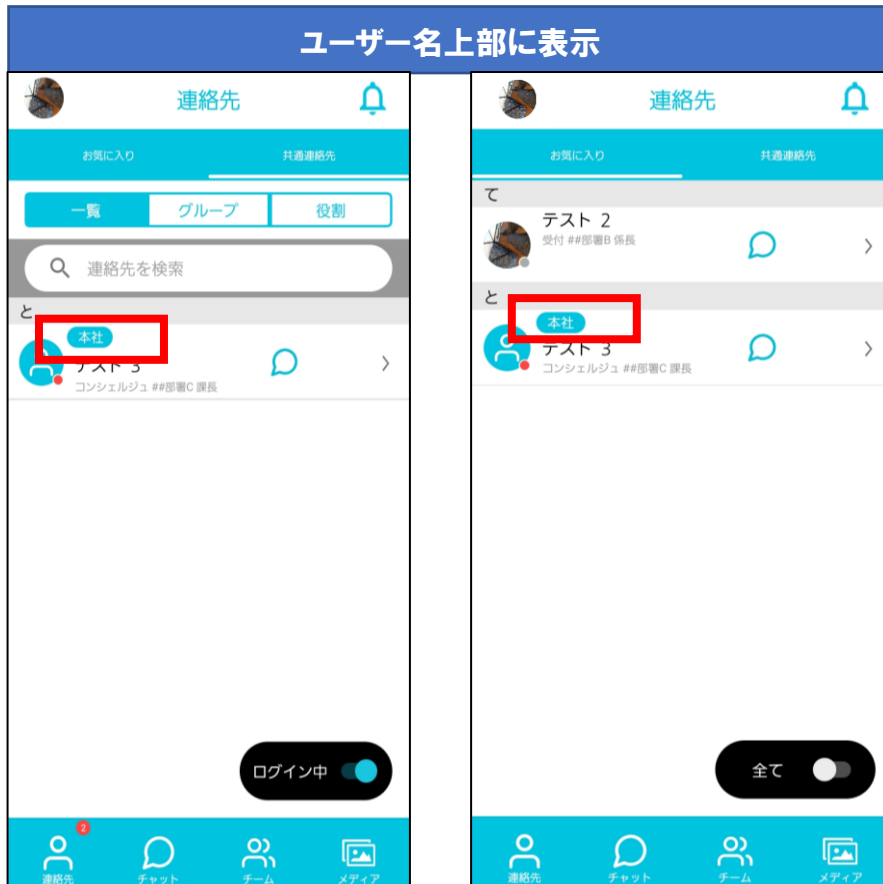 ユーザー名上部に表示
連絡先
お気に入り 共通連絡先
一覧 グループ 役割
連絡先を検索
と
本社
テスト 3
コンシェルジュ ##部署C 課長
ログイン中
2
連絡先 チャット チーム メディア
連絡先
お気に入り 共通連絡先
て
テスト 2
受付 ##部署B 係長
と
本社
テスト 3
コンシェルジュ ##部署C 課長
全て
連絡先 チャット チーム メディア